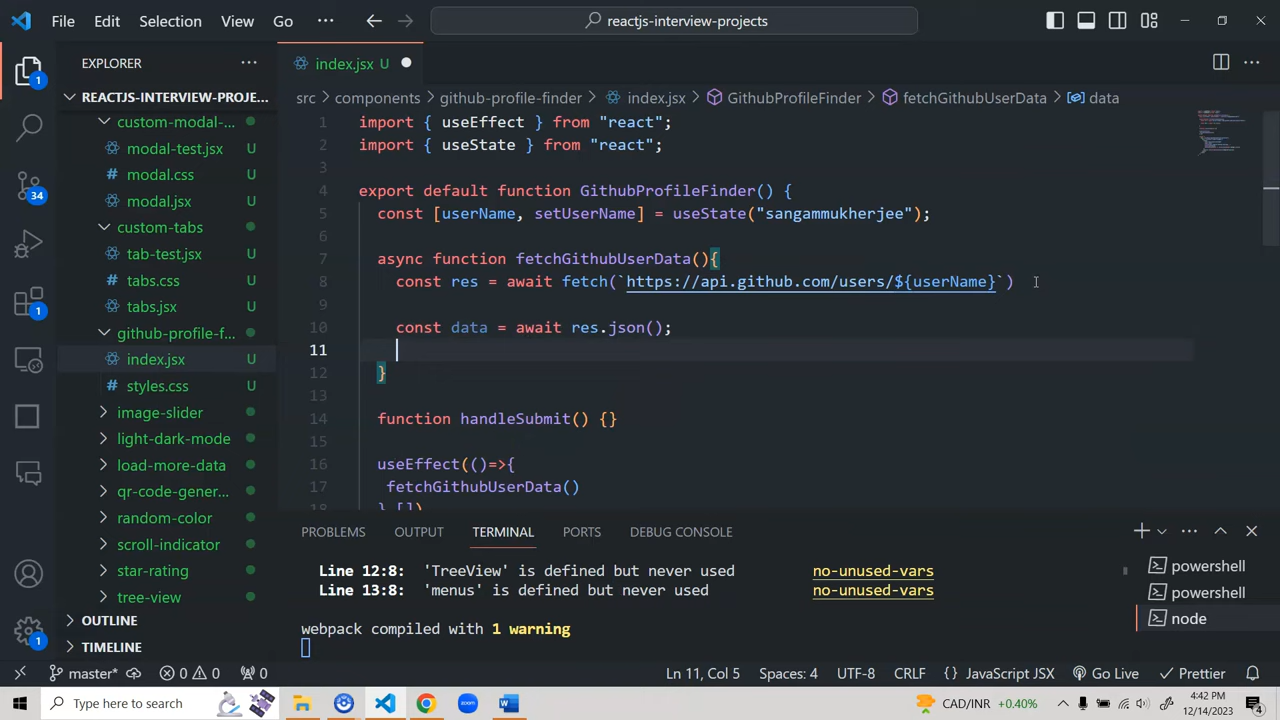 File Edit Selection View Go ··· reactjs-interview-projects
EXPLORER ···
REACTJS-INTERVIEW-PROJE...
custom-modal-...
modal-test.jsx U
modal.css U
modal.jsx U
custom-tabs
tab-test.jsx U
tabs.css U
tabs.jsx U
github-profile-f...
index.jsx U
styles.css U
image-slider
light-dark-mode
load-more-data
qr-code-gener...
random-color
scroll-indicator
star-rating
tree-view
OUTLINE
TIMELINE
1
34
1
1
index.jsx U
src > components > github-profile-finder > index.jsx > GithubProfileFinder > fetchGithubUserData > data
1 import { useEffect } from "react";
2 import { useState } from "react";
3
4 export default function GithubProfileFinder() {
5 const [userName, setUserName] = useState("sangammukherjee");
6
7 async function fetchGithubUserData(){
8 const res = await fetch(`https://api.github.com/users/${userName}`)
9
10 const data = await res.json();
11
12 }
13
14 function handleSubmit() {}
15
16 useEffect(()=>{
17 fetchGithubUserData()
18 },[])
PROBLEMS OUTPUT TERMINAL PORTS DEBUG CONSOLE
Line 12:8: 'TreeView' is defined but never used no-unused-vars
Line 13:8: 'menus' is defined but never used no-unused-vars
webpack compiled with 1 warning
powershell
powershell
node
master* 0 0 0 Ln 11, Col 5 Spaces: 4 UTF-8 CRLF {} JavaScript JSX Go Live Prettier
Type here to search CAD/INR +0.40% 4:42 PM
12/14/2023 4